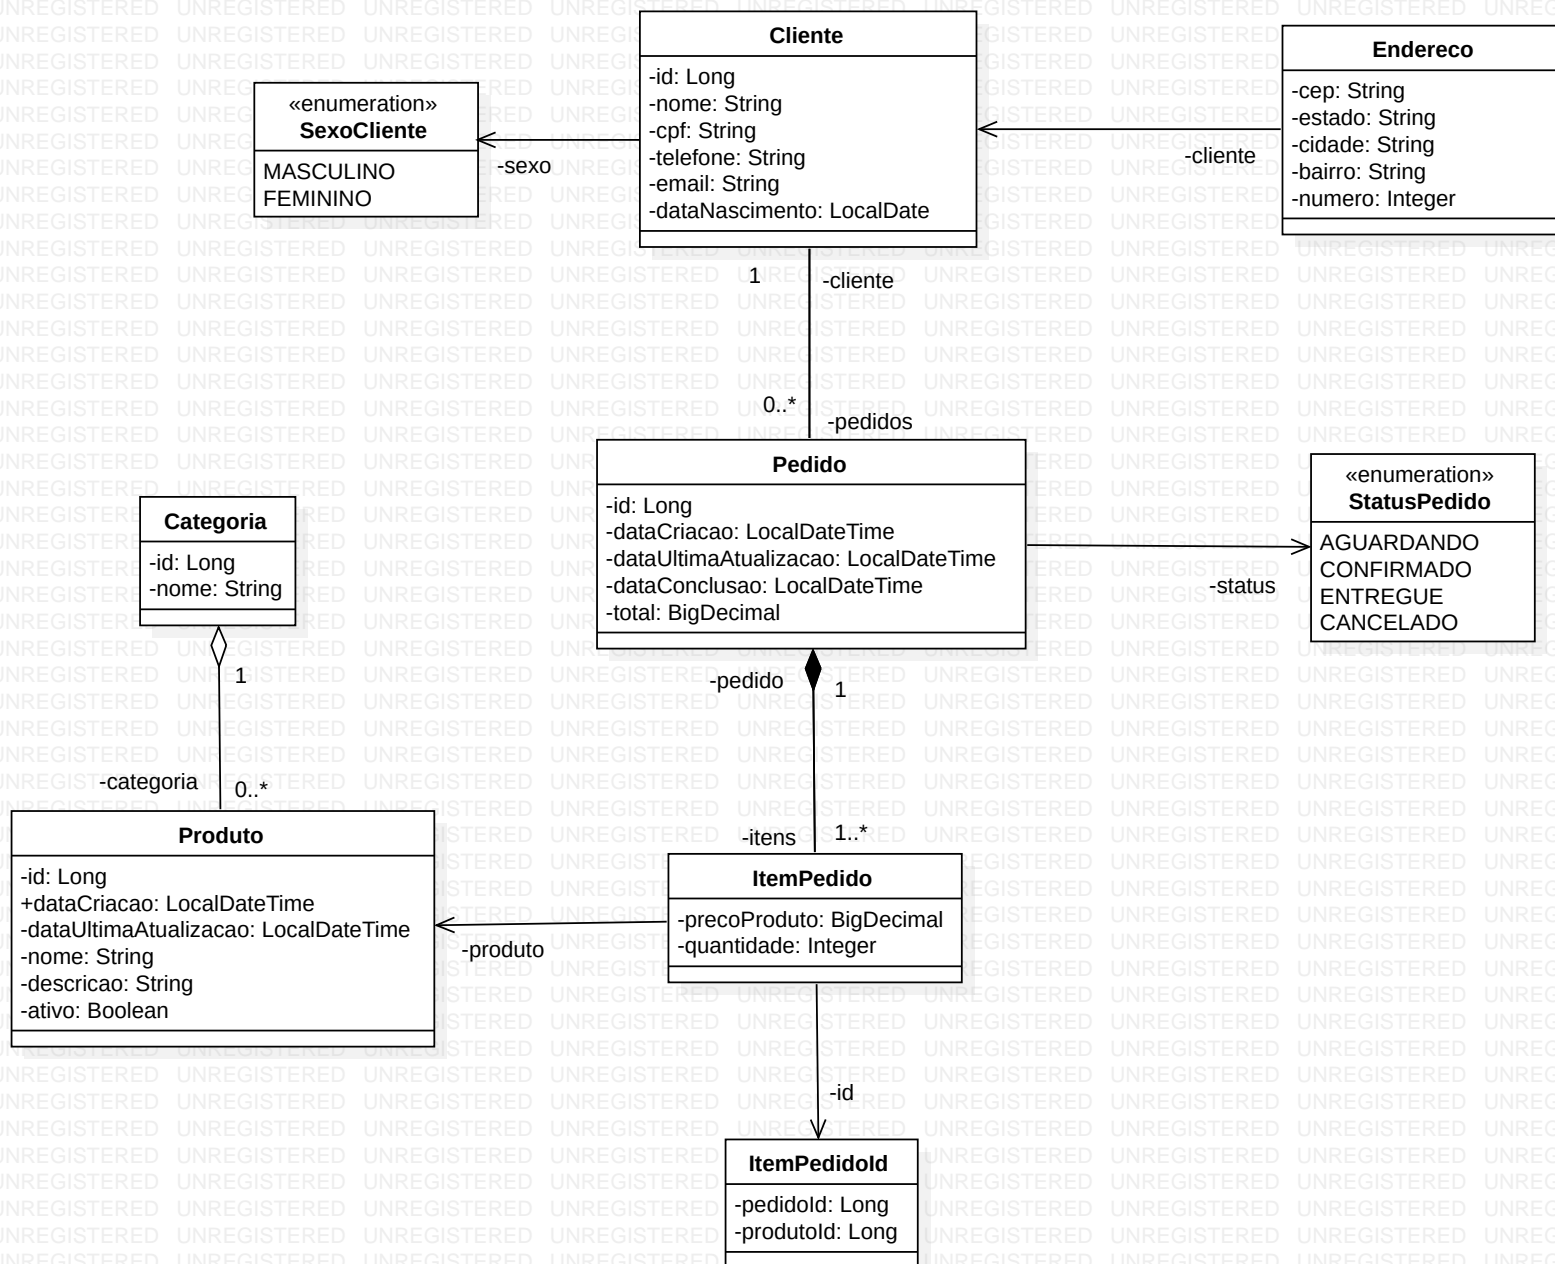 Cliente
-id: Long
-nome: String
-cpf: String
-telefone: String
-email: String
-dataNascimento: LocalDate
Endereco
-cep: String
-estado: String
-cidade: String
-bairro: String
-numero: Integer
«enumeration»
SexoCliente
MASCULINO
FEMININO
-sexo
-cliente
1
-cliente
0..*
-pedidos
Pedido
-id: Long
-dataCriacao: LocalDateTime
-dataUltimaAtualizacao: LocalDateTime
-dataConclusao: LocalDateTime
-total: BigDecimal
«enumeration»
StatusPedido
AGUARDANDO
CONFIRMADO
ENTREGUE
CANCELADO
-status
Categoria
-id: Long
-nome: String
1
-categoria
0..*
-pedido
1
-itens
1..*
Produto
-id: Long
+dataCriacao: LocalDateTime
-dataUltimaAtualizacao: LocalDateTime
-nome: String
-descricao: String
-ativo: Boolean
ItemPedido
-precoProduto: BigDecimal
-quantidade: Integer
-produto
-id
ItemPedidoId
-pedidoId: Long
-produtoId: Long
UNREGISTERED